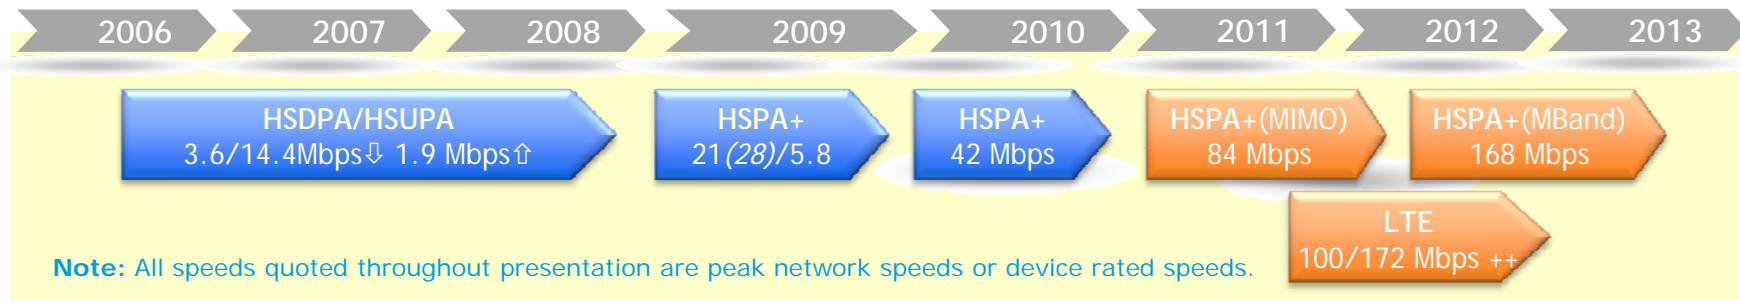 2006 2007 2008 2009 2010 2011 2012 2013
HSDPA/HSUPA
3.6/14.4Mbps⇩ 1.9 Mbps⇧
HSPA+
21(28)/5.8
HSPA+
42 Mbps
HSPA+(MIMO)
84 Mbps
HSPA+(MBand)
168 Mbps
LTE
100/172 Mbps ++
Note: All speeds quoted throughout presentation are peak network speeds or device rated speeds.